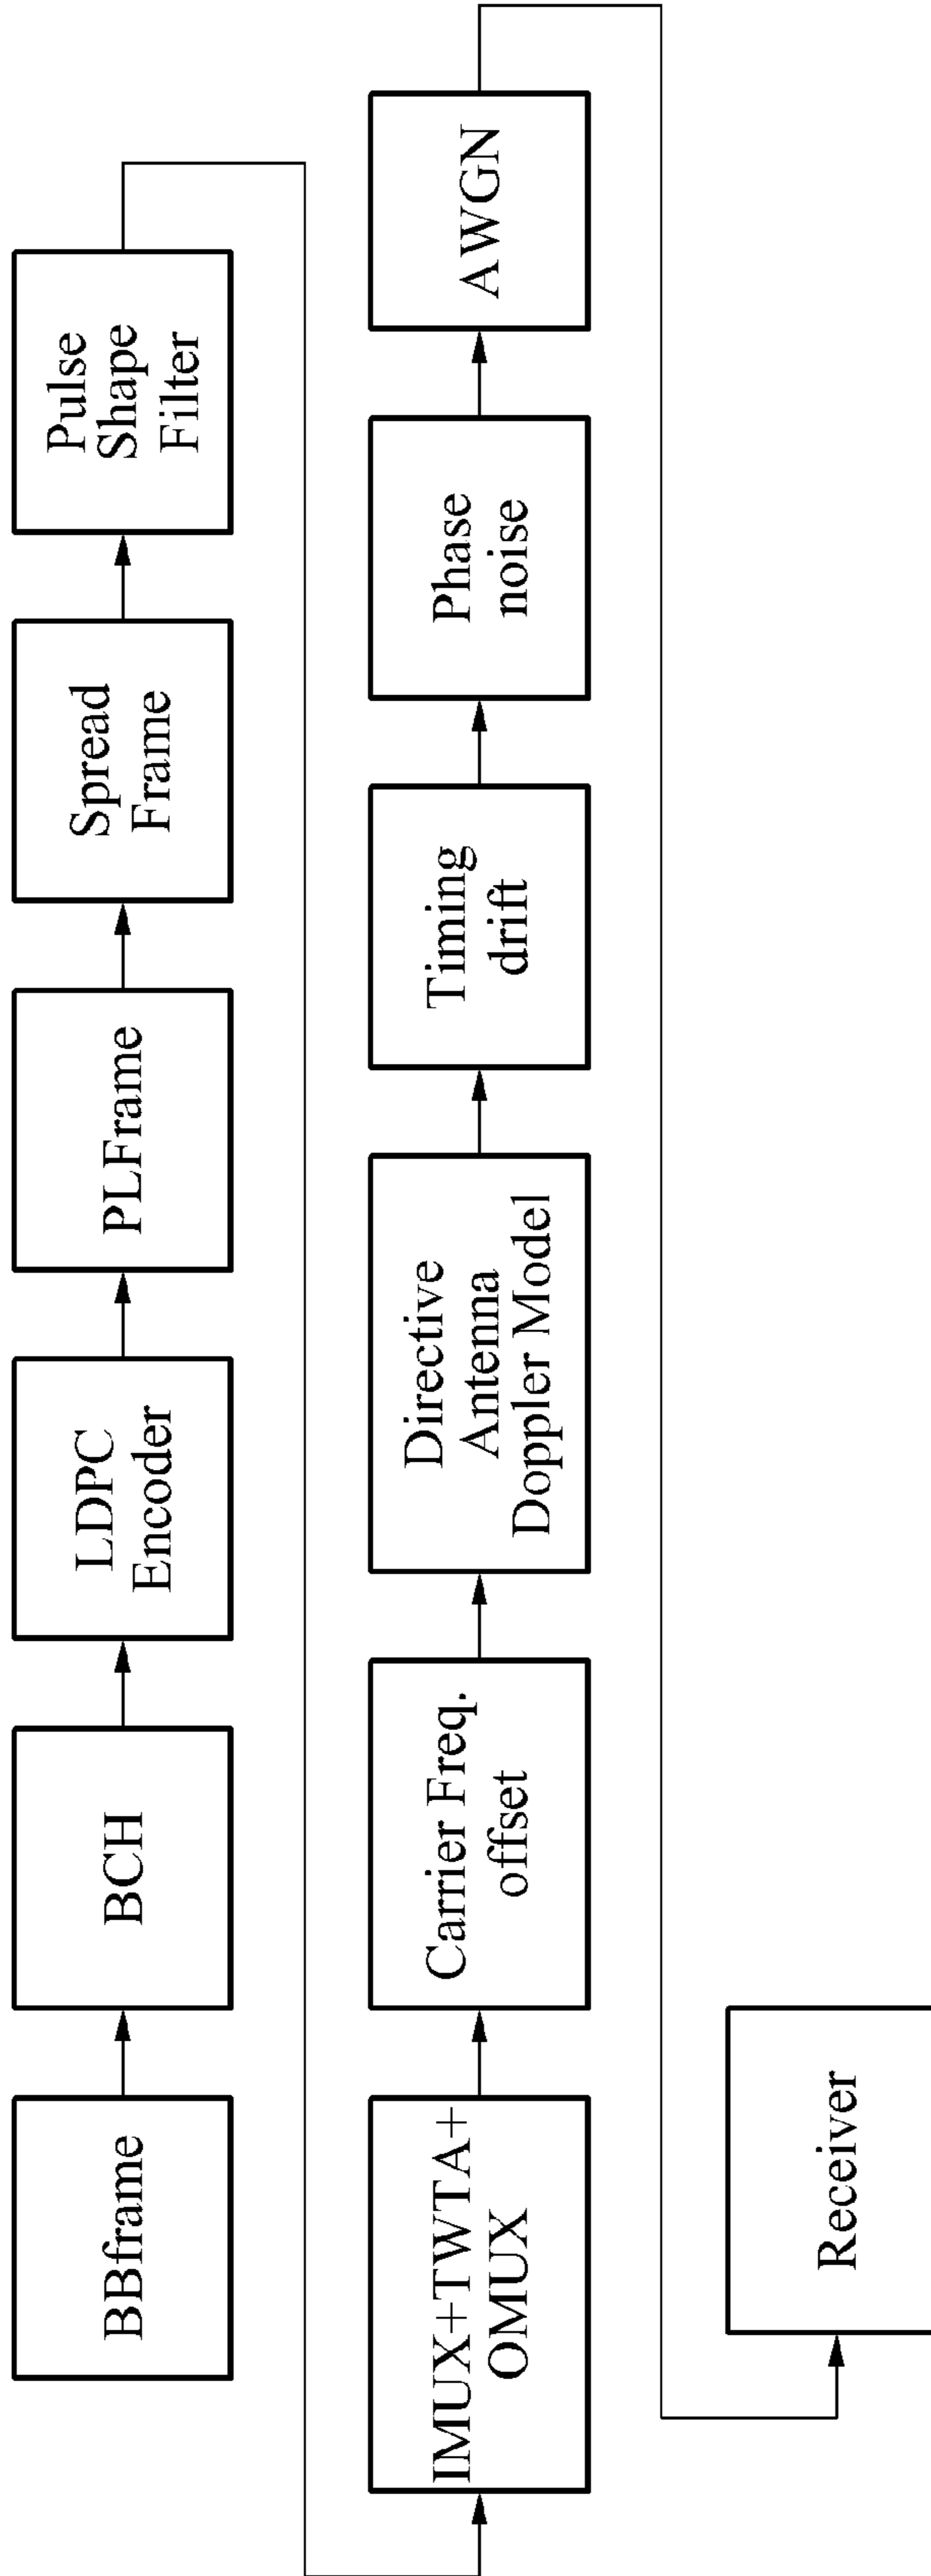 BBframe
BCH
LDPC
Encoder
PLFrame
Spread
Frame
Pulse
Shape
Filter
IMUX+TWTA+
OMUX
Carrier Freq.
offset
Directive
Antenna
Doppler Model
Timing
drift
Phase
noise
AWGN
Receiver